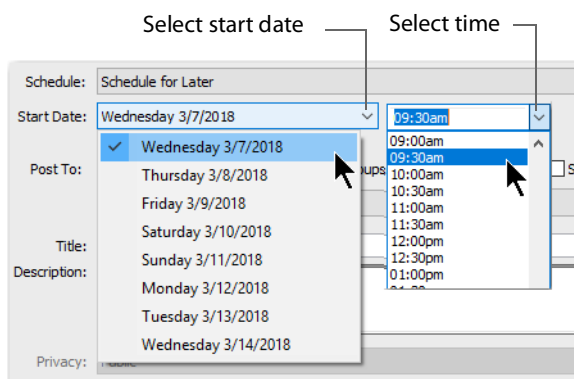 Select start date Select time
Schedule: Schedule for Later
Start Date: Wednesday 3/7/2018 09:30am
Wednesday 3/7/2018
Thursday 3/8/2018
Friday 3/9/2018
Saturday 3/10/2018
Sunday 3/11/2018
Monday 3/12/2018
Tuesday 3/13/2018
Wednesday 3/14/2018
09:00am
09:30am
10:00am
10:30am
11:00am
11:30am
12:00pm
12:30pm
01:00pm
Post To:
Title:
Description:
Privacy: